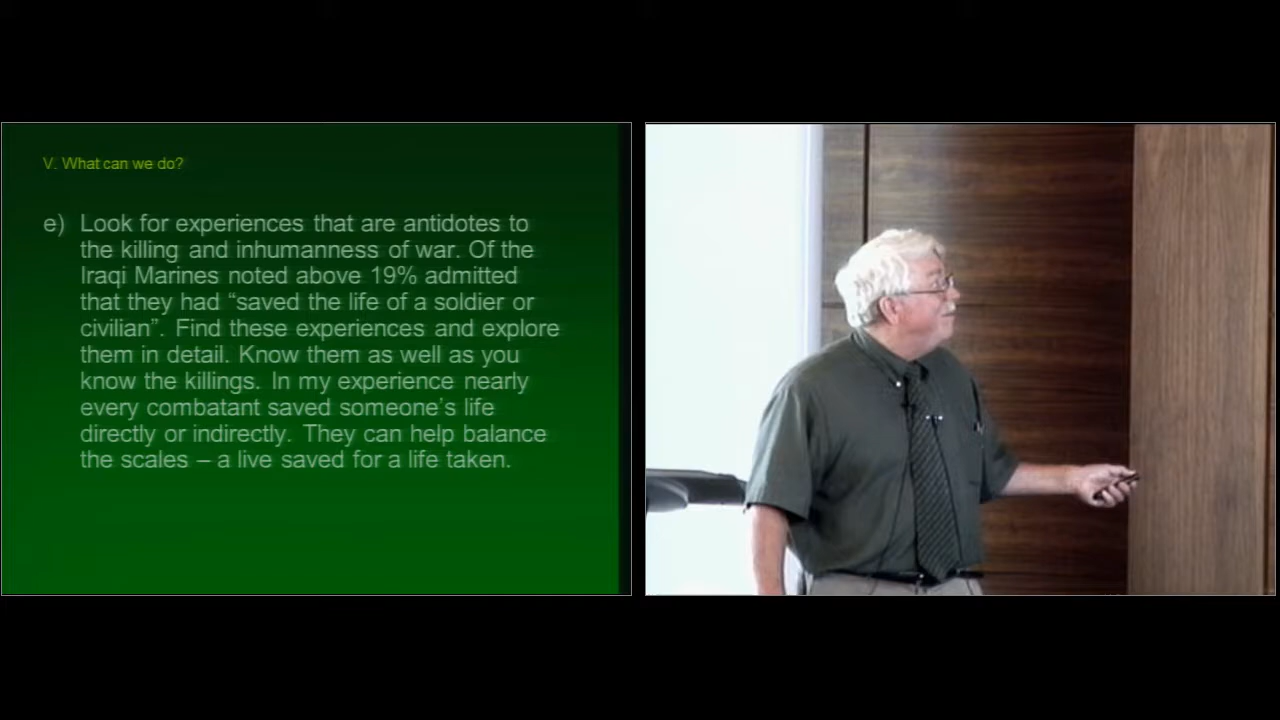 V. What can we do?
e) Look for experiences that are antidotes to
the killing and inhumanness of war. Of the
Iraqi Marines noted above 19% admitted
that they had “saved the life of a soldier or
civilian”. Find these experiences and explore
them in detail. Know them as well as you
know the killings. In my experience nearly
every combatant saved someone’s life
directly or indirectly. They can help balance
the scales – a live saved for a life taken.